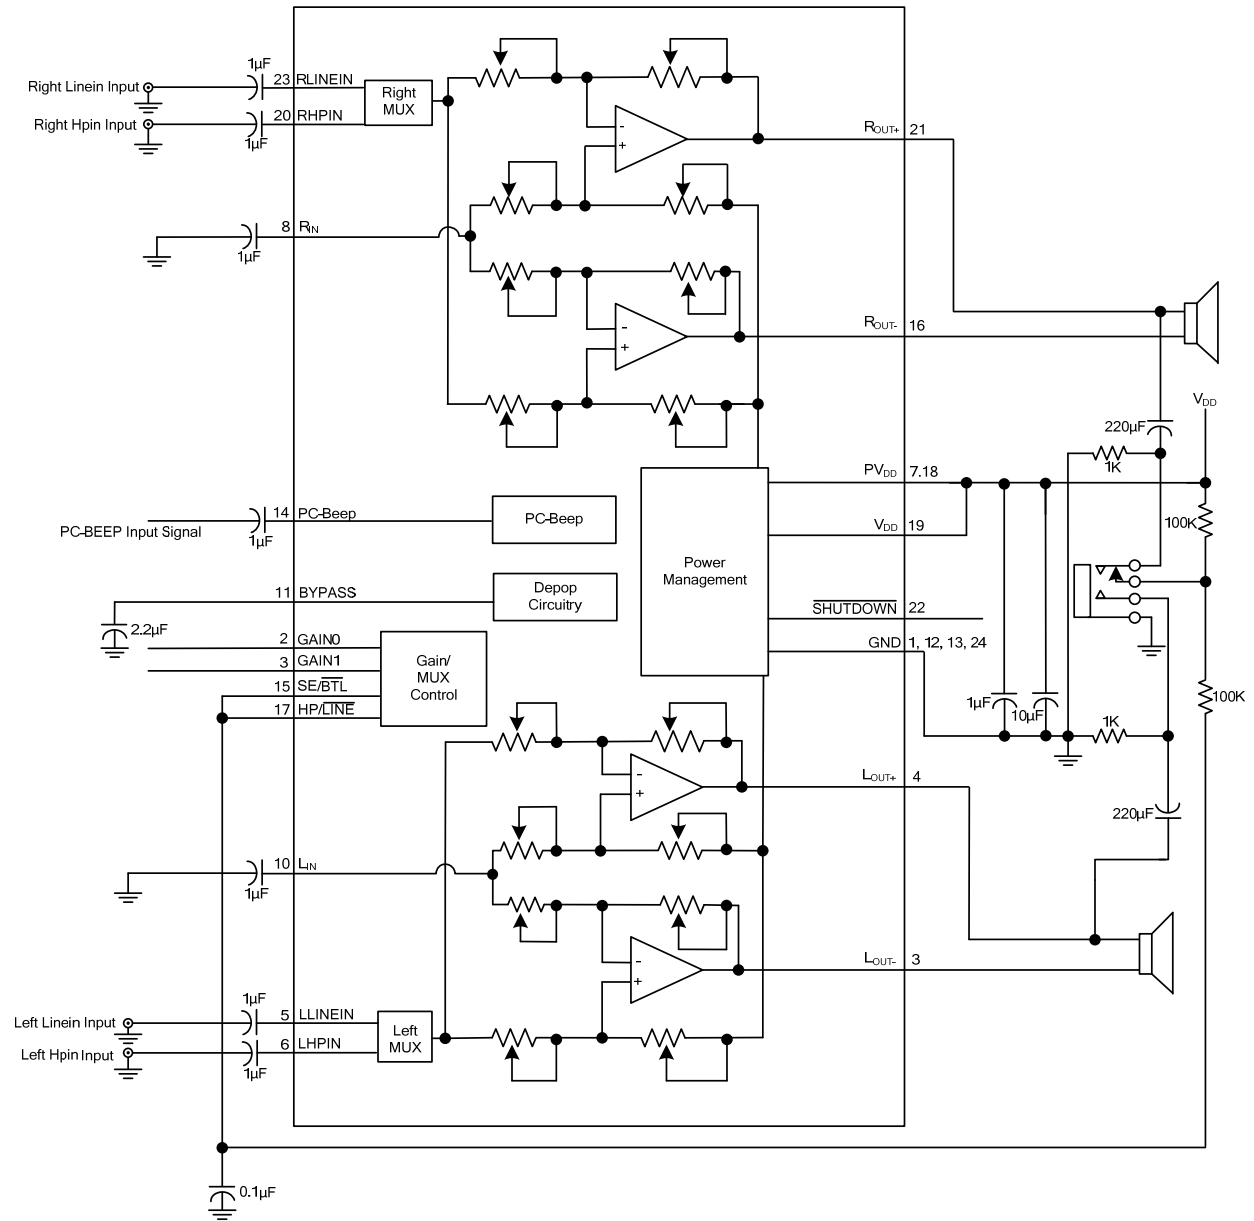 1μF
Right Linein Input
23 RLINEIN
Right
MUX
Right Hpin Input
20 RHPIN
1μF
-
+
ROUT+ 21
8 RIN
1μF
-
+
ROUT- 16
VDD
220μF
1K
PVDD 7.18
14 PC-Beep
PC-Beep
PC-BEEP Input Signal
1μF
VDD 19
100K
Power
Management
11 BYPASS
Depop
Circuitry
2.2μF
SHUTDOWN 22
2 GAIN0
GND 1, 12, 13, 24
3 GAIN1
Gain/
MUX
Control
15 SE/BTL
17 HP/LINE
1μF
10μF
1K
100K
-
+
LOUT+ 4
220μF
10 LIN
1μF
-
+
LOUT- 3
1μF
Left Linein Input
5 LLINEIN
Left
MUX
Left Hpin Input
6 LHPIN
1μF
0.1μF